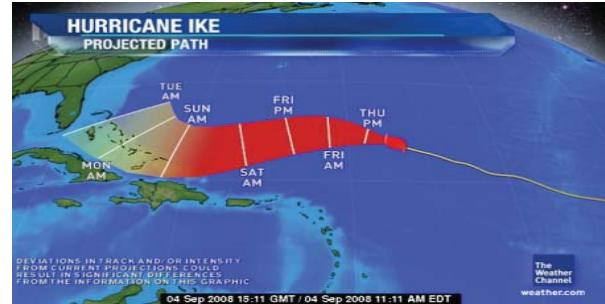 HURRICANE IKE
PROJECTED PATH
TUE
AM
SUN
AM
FRI
PM
THU
PM
MON
AM
SAT
AM
FRI
AM
DEVIATIONS IN TRACK AND/OR INTENSITY
FROM CURRENT PROJECTIONS COULD
RESULT IN SIGNIFICANT DIFFERENCES
FROM THE INFORMATION ON THIS GRAPHIC
The
Weather
Channel
weather.com
04 Sep 2008 15:11 GMT / 04 Sep 2008 11:11 AM EDT